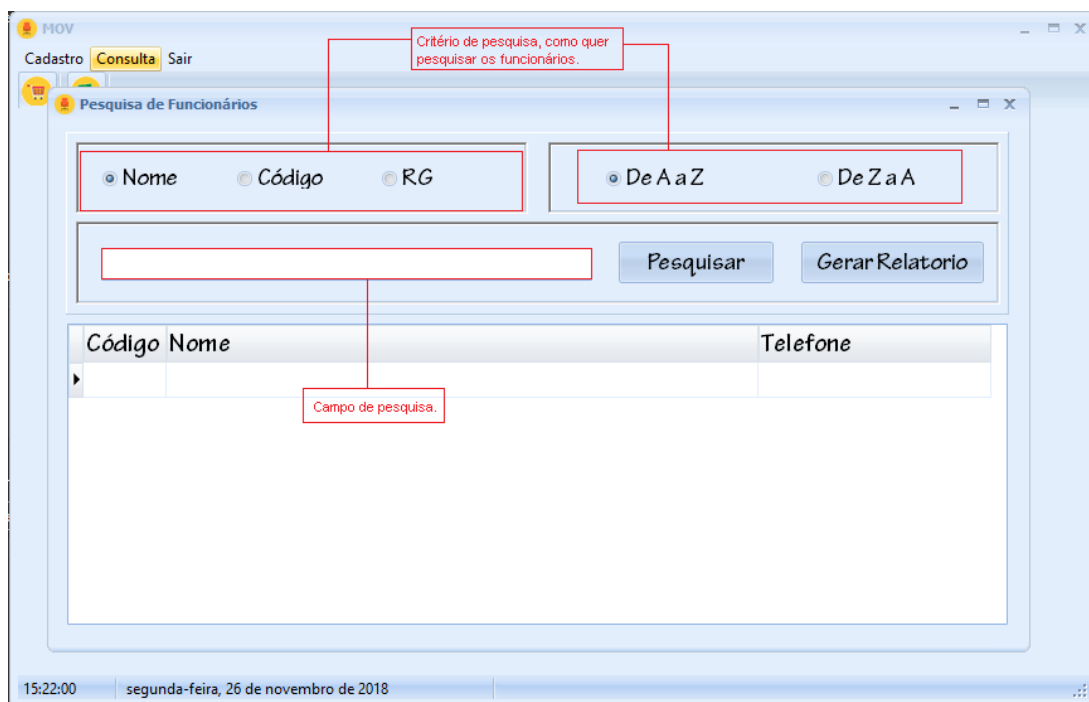 MOV
Cadastro Consulta Sair
Critério de pesquisa, como quer
pesquisar os funcionários.
Pesquisa de Funcionários
Nome Código RG
De A a Z De Z a A
Pesquisar Gerar Relatorio
Código Nome Telefone
Campo de pesquisa.
15:22:00 segunda-feira, 26 de novembro de 2018